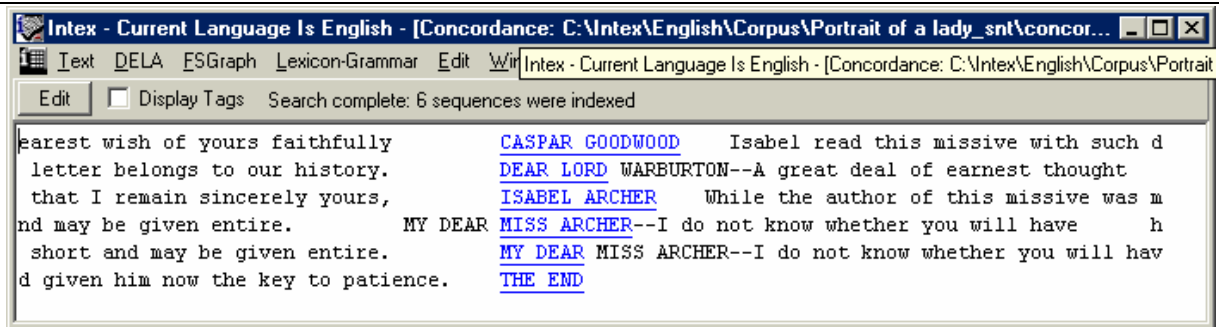 Intex - Current Language Is English - [Concordance: C:\Intex\English\Corpus\Portrait of a lady_snt\concor...
Text DELA FSGraph Lexicon-Grammar Edit Intex - Current Language Is English - [Concordance: C:\Intex\English\Corpus\Portrait
Edit Display Tags Search complete: 6 sequences were indexed
earest wish of yours faithfully CASPAR GOODWOOD Isabel read this missive with such d
letter belongs to our history. DEAR LORD WARBURTON--A great deal of earnest thought
that I remain sincerely yours, ISABEL ARCHER While the author of this missive was m
nd may be given entire. MY DEAR MISS ARCHER--I do not know whether you will have h
short and may be given entire. MY DEAR MISS ARCHER--I do not know whether you will hav
d given him now the key to patience. THE END